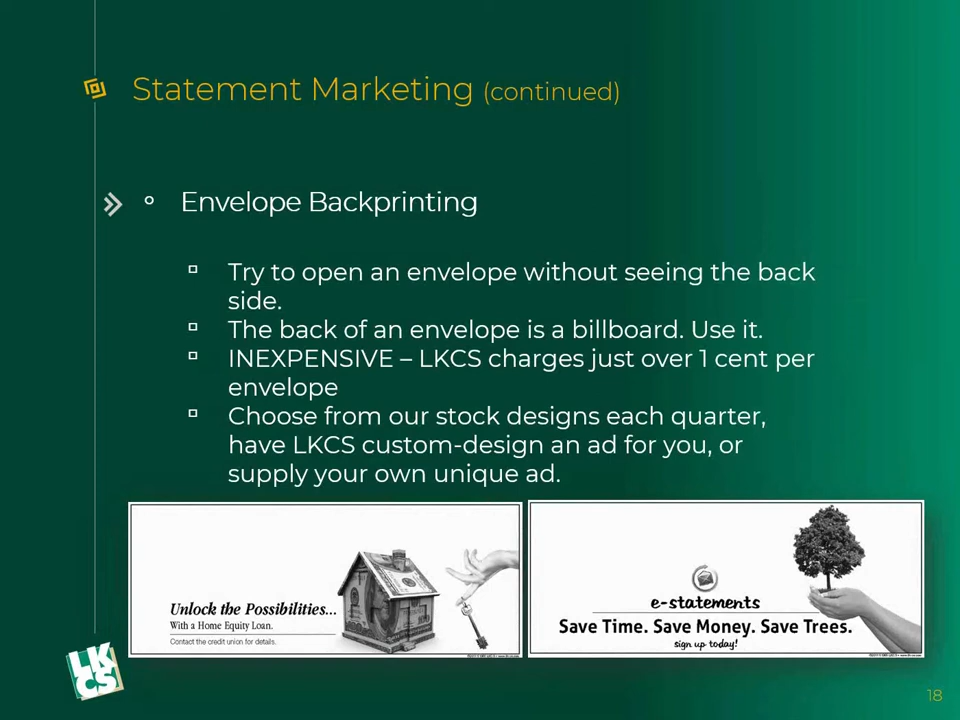 Statement Marketing (continued)
Envelope Backprinting
Try to open an envelope without seeing the back
side.
The back of an envelope is a billboard. Use it.
INEXPENSIVE – LKCS charges just over 1 cent per
envelope
Choose from our stock designs each quarter,
have LKCS custom-design an ad for you, or
supply your own unique ad.
Unlock the Possibilities...
With a Home Equity Loan.
Contact the credit union for details.
e-statements
Save Time. Save Money. Save Trees.
sign up today!
LK
CS
18